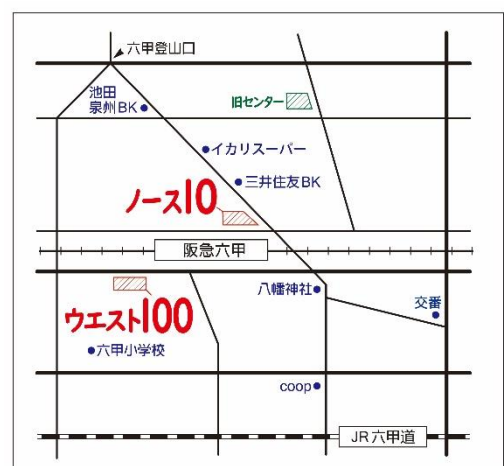 六甲登山口
池田
泉州BK
旧センター
イカリスーパー
三井住友BK
ノース10
阪急六甲
八幡神社
交番
ウエスト100
六甲小学校
coop
JR六甲道